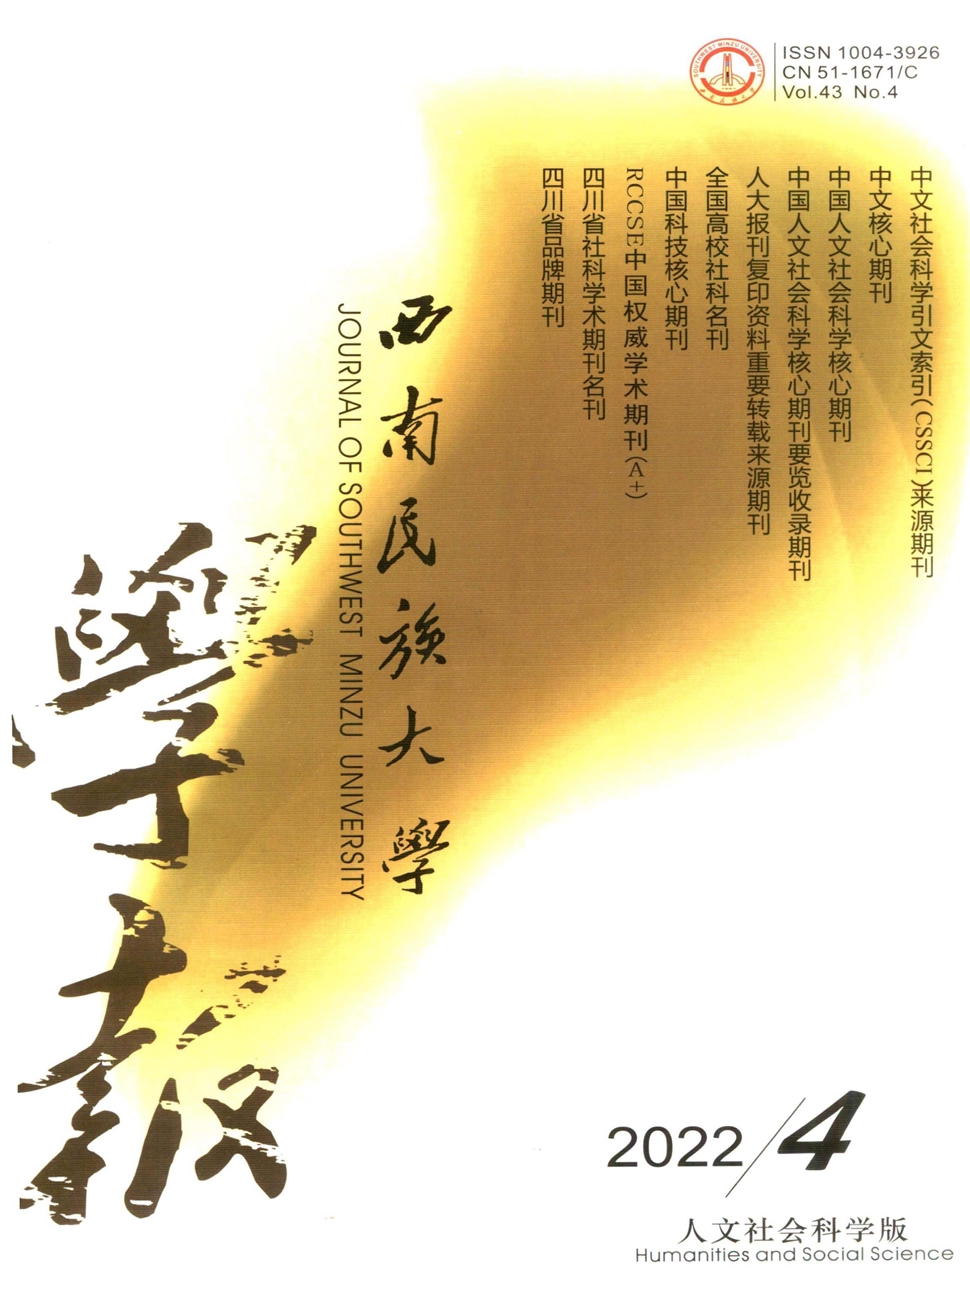 SOUTHWEST MINZU UNIVERSITY
ISSN 1004-3926
CN 51-1671/C
Vol.43 No.4
中文社会科学引文索引(CSSCI)来源期刊
中文核心期刊
中国人文社会科学核心期刊
中国人文社会科学核心期刊要览收录期刊
人大报刊复印资料重要转载来源期刊
全国高校社科名刊
中国科技核心期刊
RCCSE中国权威学术期刊(A+)
四川省社科学术期刊名刊
四川省品牌期刊
西南民族大學
JOURNAL OF SOUTHWEST MINZU UNIVERSITY
學报
2022/4
人文社会科学版
Humanities and Social Science